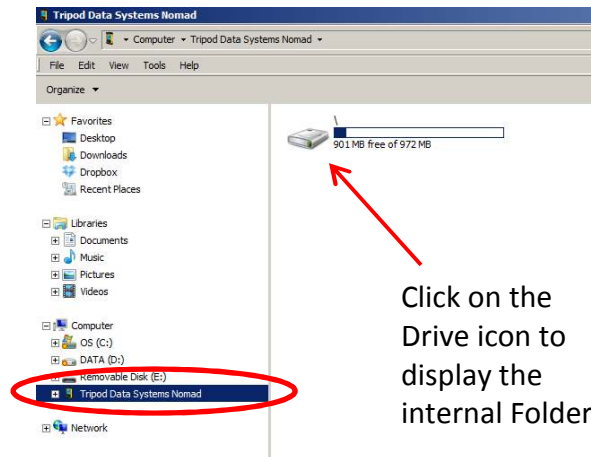 Tripod Data Systems Nomad
Computer Tripod Data Systems Nomad
File Edit View Tools Help
Organize
Favorites
Desktop
Downloads
Dropbox
Recent Places
Libraries
Documents
Music
Pictures
Videos
Computer
OS (C:)
DATA (D:)
Removable Disk (E:)
Tripod Data Systems Nomad
Network
\
901 MB free of 972 MB
Click on the
Drive icon to
display the
internal Folder